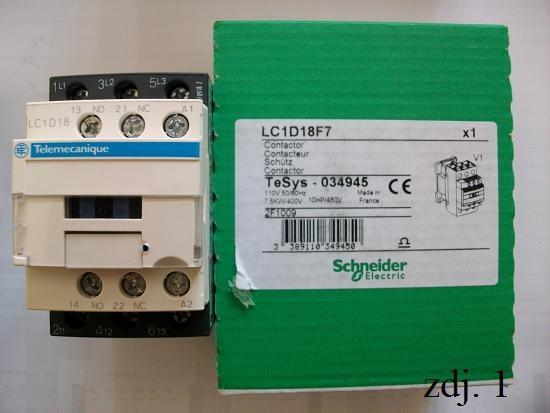 1L1 3L2 5L3
13 NO 21 NC A1
LC1D18
Telemecanique
14 NO 22 NC A2
2T1 4T2 6T3
LC1D18F7 x1
Contactor
Contacteur
Schütz
Contactor
TeSys - 034945
110V 50/60Hz Made in
7.5KW/400V 10HP/480V France
2F1009
V1
CE
3 389110 349450
Schneider
Electric
zdj. 1